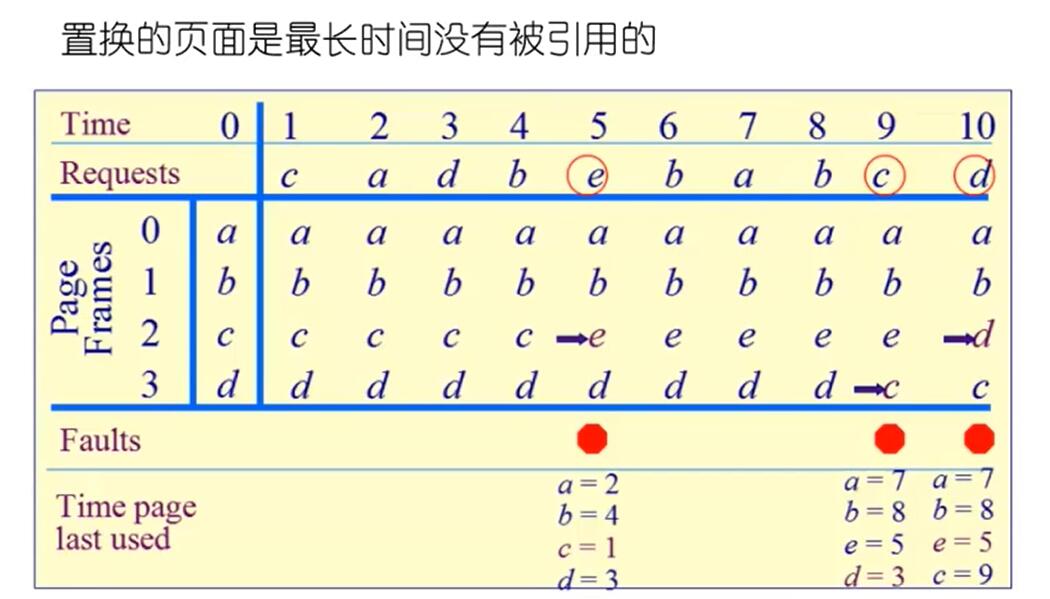 置换的页面是最长时间没有被引用的
Time 0 1 2 3 4 5 6 7 8 9 10
Requests c a d b e b a b c d
Page Frames
0 a a a a a a a a a a a
1 b b b b b b b b b b b
2 c c c c c e e e e e d
3 d d d d d d d d d c c
Faults
Time page
last used
a = 2
b = 4
c = 1
d = 3
a = 7
b = 8
e = 5
d = 3
a = 7
b = 8
e = 5
c = 9